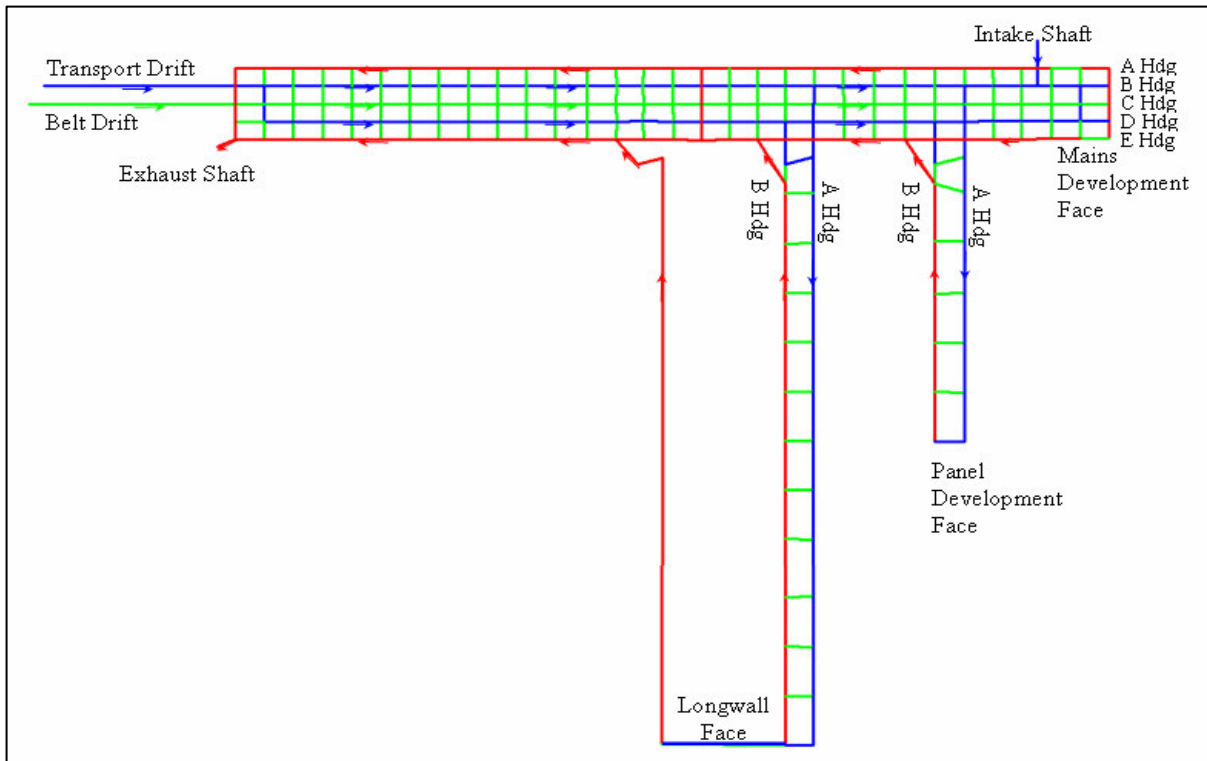 Intake Shaft
Transport Drift
A Hdg
B Hdg
C Hdg
D Hdg
E Hdg
Belt Drift
Exhaust Shaft
Mains
Development
Face
B Hdg
A Hdg
B Hdg
A Hdg
Panel
Development
Face
Longwall
Face